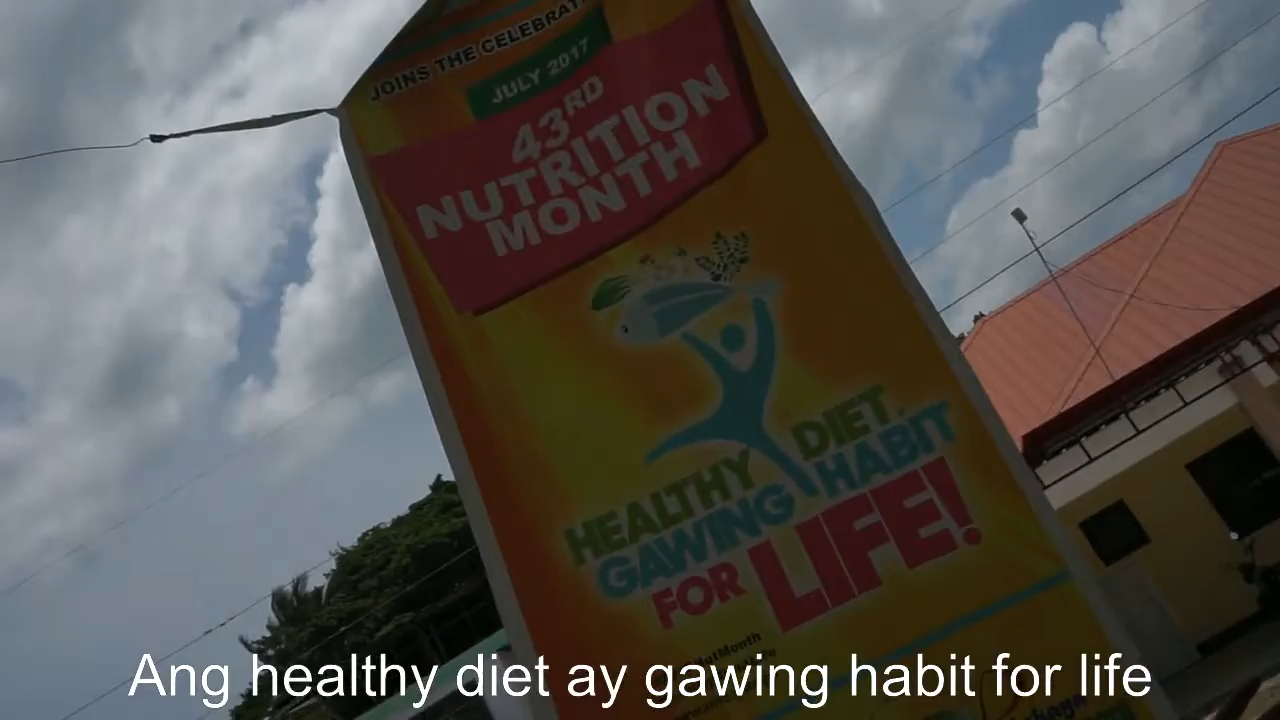 JOINS THE CELEBRAT
JULY 2017
43RD
NUTRITION
MONTH
HEALTHY DIET,
GAWING HABIT
FOR LIFE!
Ang healthy diet ay gawing habit for life